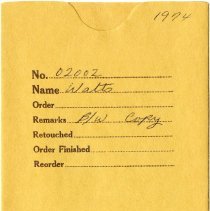 1974
No. 02002
Name Watts
Order
Remarks B/W Copy
Retouched
Order Finished
Reorder